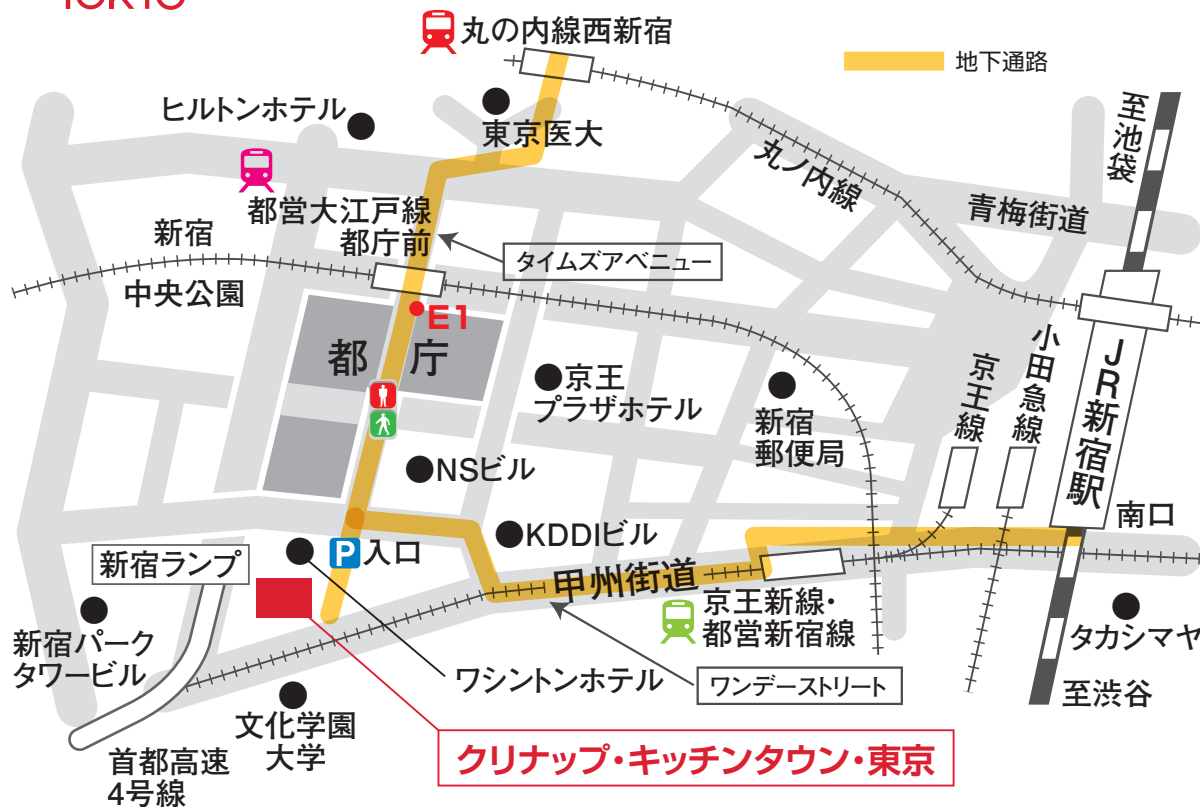 TOKYO
丸の内線西新宿
地下通路
ヒルトンホテル
東京医大
至池袋
丸ノ内線
青梅街道
都営大江戸線
都庁前
新宿
中央公園
タイムズアベニュー
E1
都庁
京王
プラザホテル
新宿
郵便局
京王線
小田急線
JR新宿駅
NSビル
南口
KDDIビル
P入口
新宿ランプ
甲州街道
京王新線・
都営新宿線
タカシマヤ
新宿パーク
タワービル
ワシントンホテル
ワンデーストリート
至渋谷
文化学園
大学
首都高速
4号線
クリナップ・キッチンタウン・東京